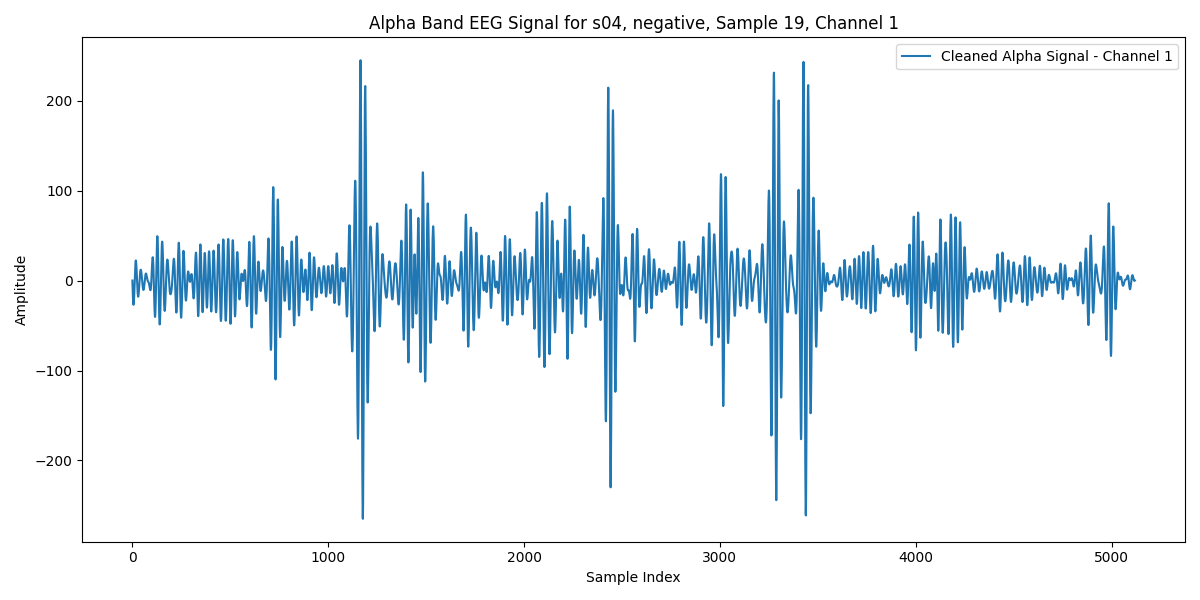 Alpha Band EEG Signal for s04, negative, Sample 19, Channel 1
Cleaned Alpha Signal - Channel 1
Amplitude
200
100
0
−100
−200
0 1000 2000 3000 4000 5000
Sample Index